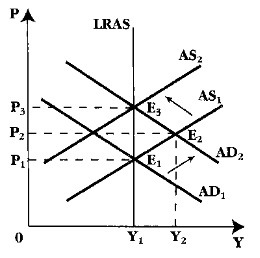 P
LRAS
AS₂
AS₁
P₃
E₃
P₂
E₂
P₁
E₁
AD₂
AD₁
0
Y₁
Y₂
Y